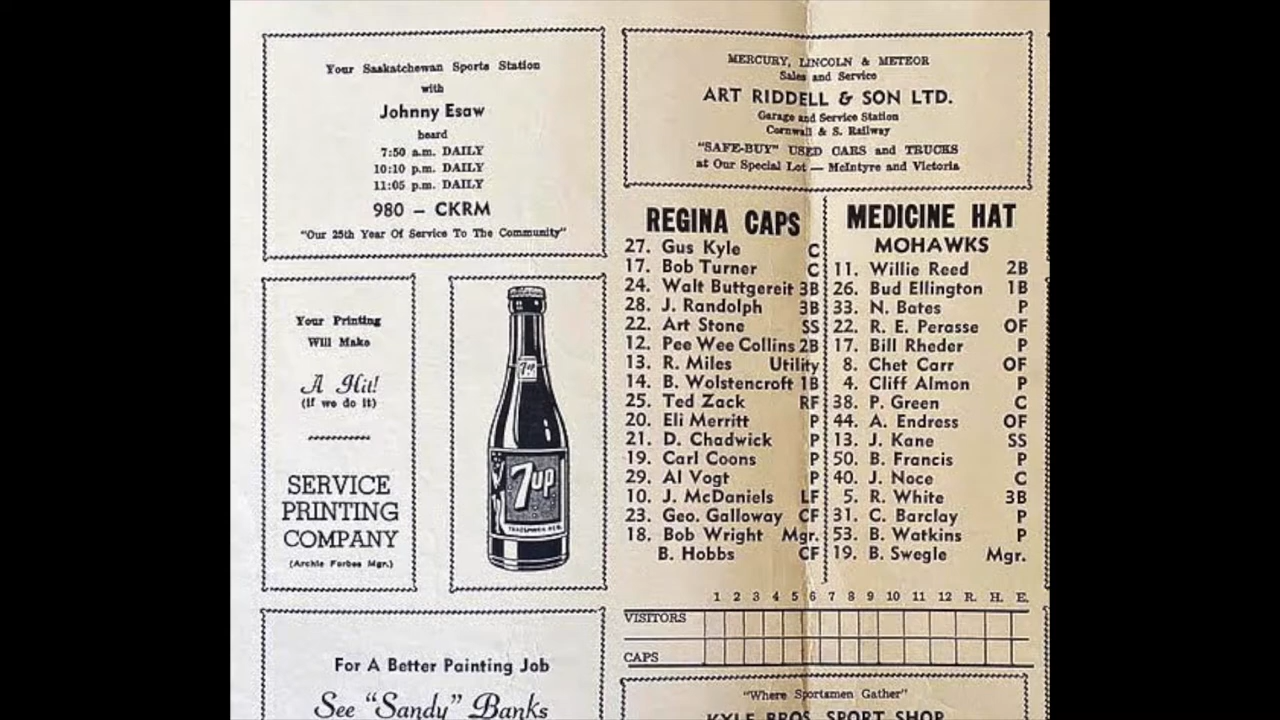 Your Saskatchewan Sports Station
with
Johnny Esaw
heard
7:50 a.m. DAILY
10:10 p.m. DAILY
11:05 p.m. DAILY
980 – CKRM
"Our 25th Year Of Service To The Community"
MERCURY, LINCOLN & METEOR
Sales and Service
ART RIDDELL & SON LTD.
Garage and Service Station
Cornwall & S. Railway
"SAFE-BUY" USED CARS and TRUCKS
at Our Special Lot — McIntyre and Victoria
Your Printing
Will Make
A Hit!
(if we do it)
SERVICE
PRINTING
COMPANY
(Archie Forbes Mgr.)
7up
7up
REGINA CAPS
27. Gus Kyle C
17. Bob Turner C
24. Walt Buttgereit 3B
28. J. Randolph 3B
22. Art Stone SS
12. Pee Wee Collins 2B
13. R. Miles Utility
14. B. Wolstencroft 1B
25. Ted Zack RF
20. Eli Merritt P
21. D. Chadwick P
19. Carl Coons P
29. Al Vogt P
10. J. McDaniels LF
23. Geo. Galloway CF
18. Bob Wright Mgr.
B. Hobbs CF
MEDICINE HAT
MOHAWKS
11. Willie Reed 2B
26. Bud Ellington 1B
33. N. Bates P
22. R. E. Perasse OF
17. Bill Rheder P
8. Chet Carr OF
4. Cliff Almon P
38. P. Green C
44. A. Endress OF
13. J. Kane SS
50. B. Francis P
40. J. Noce C
5. R. White 3B
31. C. Barclay P
53. B. Watkins P
19. B. Swegle Mgr.
1 2 3 4 5 6 7 8 9 10 11 12 R. H. E.
VISITORS
CAPS
For A Better Painting Job
See "Sandy" Banks
"Where Sportsmen Gather"
KYLE BROS. SPORT SHOP